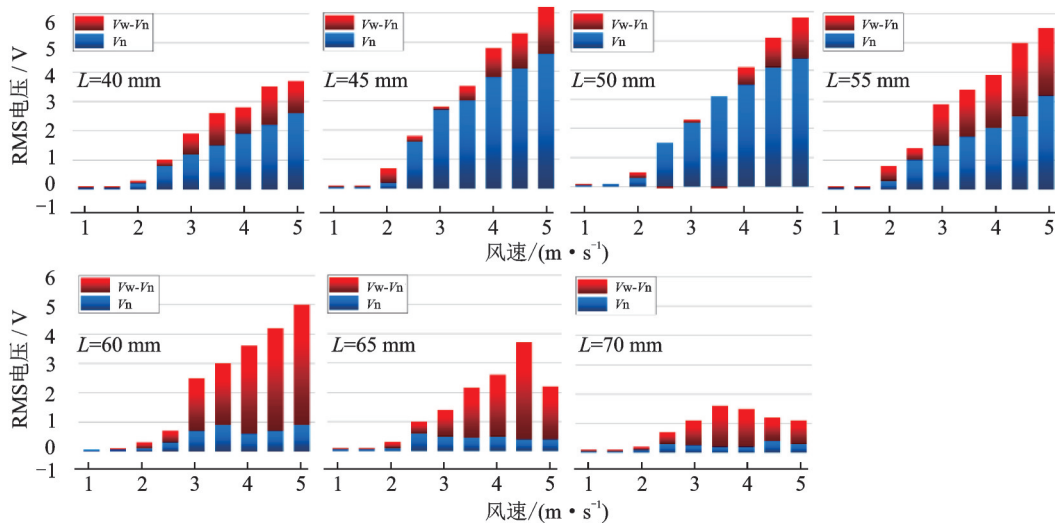 RMS电压 / V
6
5
4
3
2
1
0
−1
Vw-Vn
Vn
L=40 mm
Vw-Vn
Vn
L=45 mm
Vw-Vn
Vn
L=50 mm
Vw-Vn
Vn
L=55 mm
1 2 3 4 5
1 2 3 4 5
1 2 3 4 5
1 2 3 4 5
风速/(m·s⁻¹)
RMS电压 / V
6
5
4
3
2
1
0
−1
Vw-Vn
Vn
L=60 mm
Vw-Vn
Vn
L=65 mm
Vw-Vn
Vn
L=70 mm
1 2 3 4 5
1 2 3 4 5
1 2 3 4 5
风速/(m·s⁻¹)